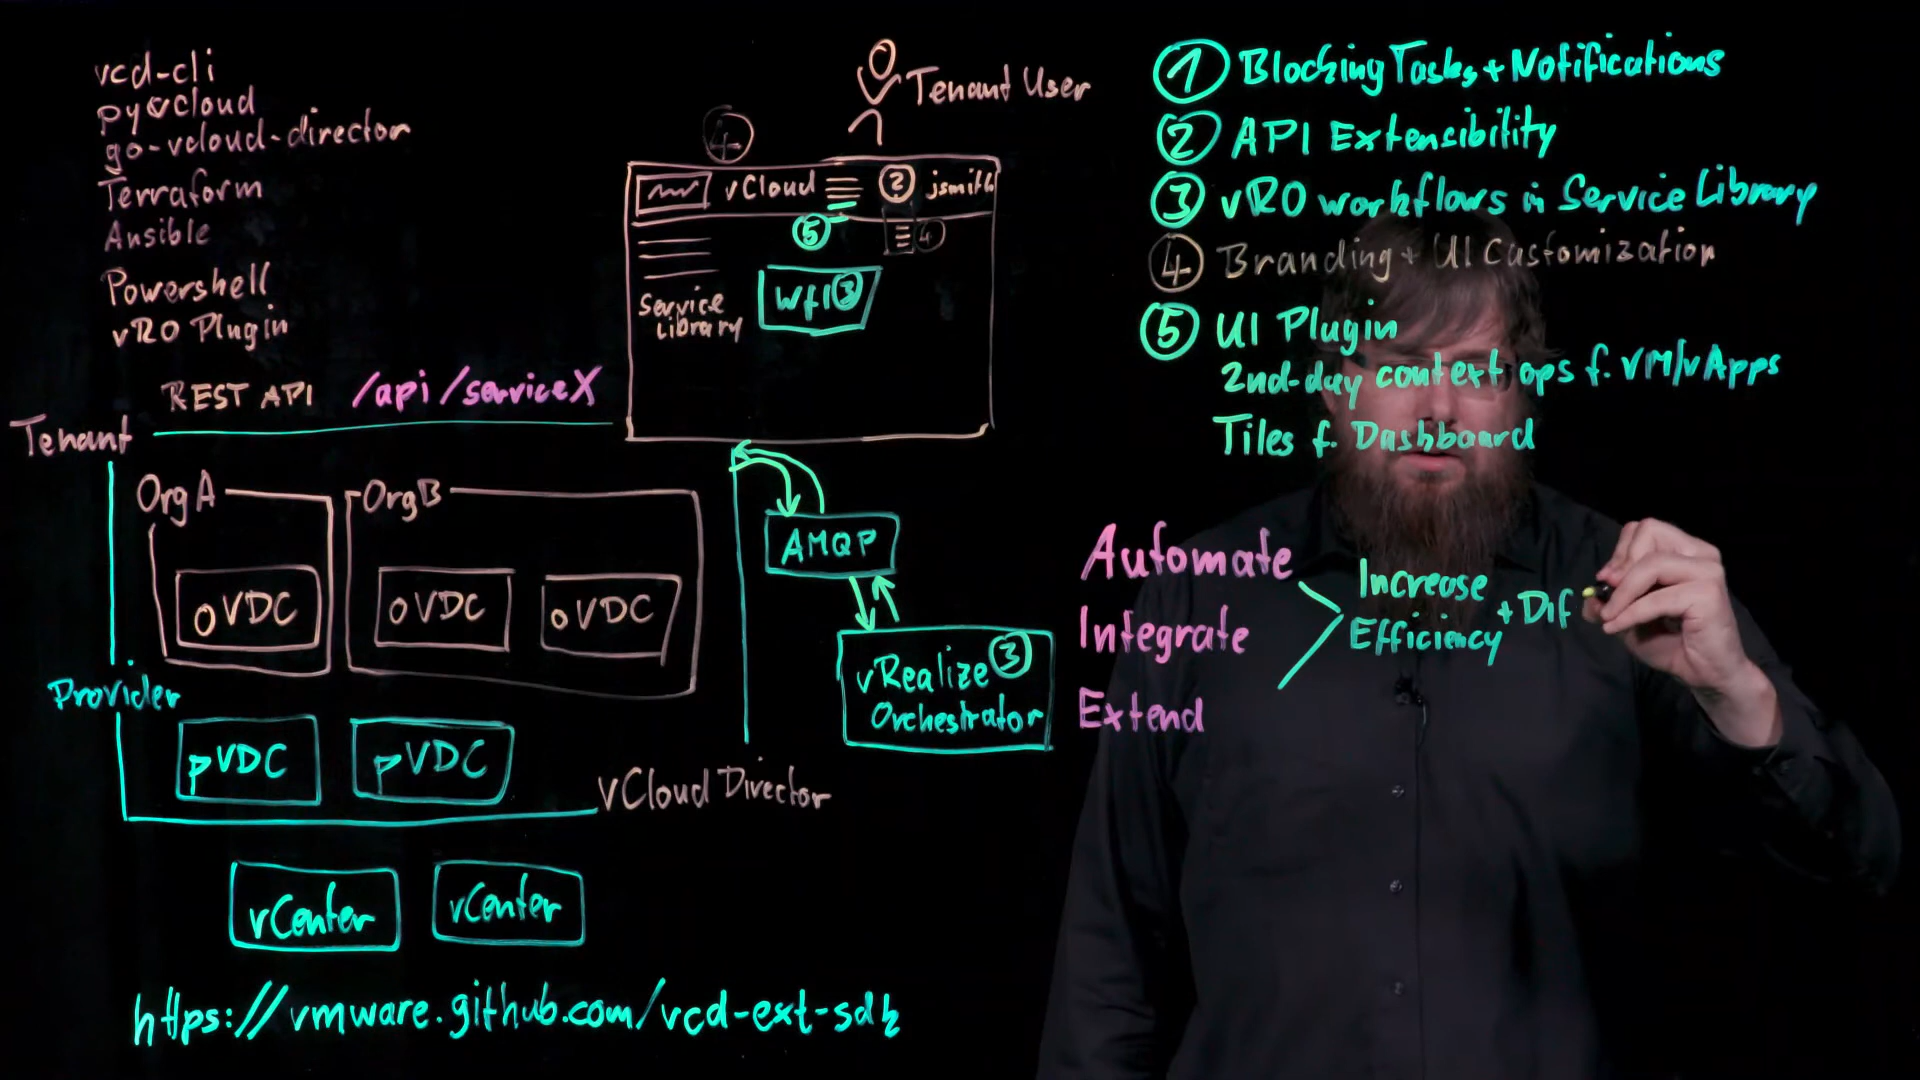 vcd-cli
pyvcloud
go-vcloud-director
Terraform
Ansible
Powershell
vRO Plugin
REST API /api/serviceX
Tenant
Org A
Org B
oVDC
oVDC
oVDC
Provider
pVDC
pVDC
vCloud Director
vCenter
vCenter
https://vmware.github.com/vcd-ext-sdk
Tenant User
4
vCloud
2
jsmith
5
4
Wf1 3
Service
Library
AMQP
vRealize 3
Orchestrator
1 Blocking Tasks + Notifications
2 API Extensibility
3 vRO workflows in Service Library
4 Branding + UI Customization
5 UI Plugin
2nd-day context ops f. VM/vApps
Tiles f. Dashboard
Automate
Integrate
Extend
Increase
Efficiency
+ Dif